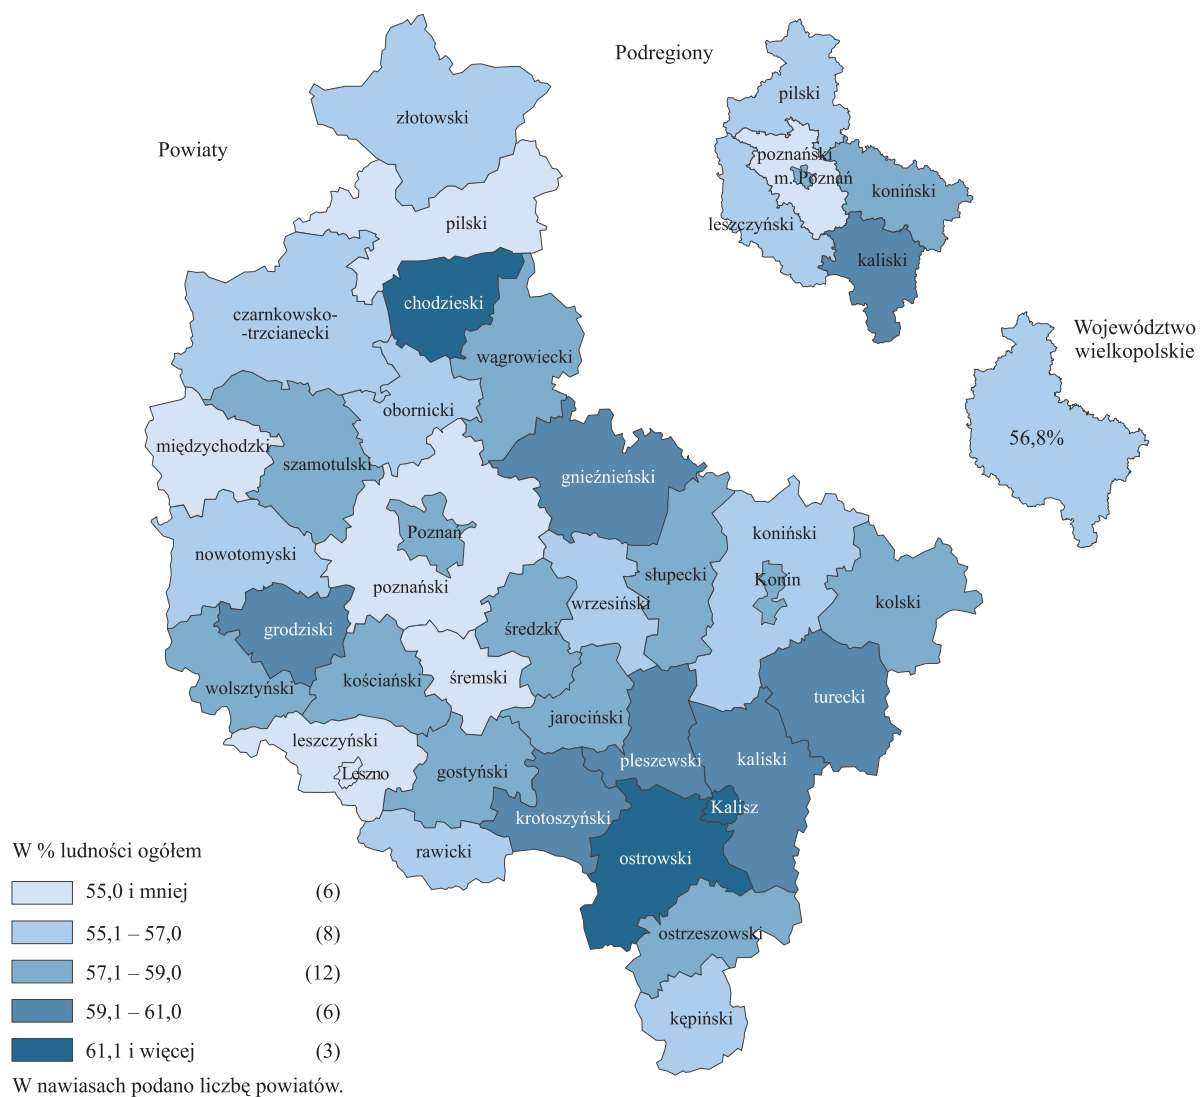 Podregiony
Powiaty
złotowski
pilski
pilski
poznański
m. Poznań
koniński
leszczyński
kaliski
chodzieski
czarnkowsko-
-trzcianecki
wągrowiecki
Województwo
wielkopolskie
56,8%
obornicki
międzychodzki
szamotulski
gnieźnieński
Poznań
koniński
nowotomyski
słupecki
Konin
poznański
wrzesiński
kolski
grodziski
średzki
wolsztyński
kościański
śremski
turecki
jarociński
leszczyński
Leszno
gostyński
pleszewski
kaliski
Kalisz
krotoszyński
rawicki
ostrowski
ostrzeszowski
kępiński
W % ludności ogółem
55,0 i mniej (6)
55,1 – 57,0 (8)
57,1 – 59,0 (12)
59,1 – 61,0 (6)
61,1 i więcej (3)
W nawiasach podano liczbę powiatów.